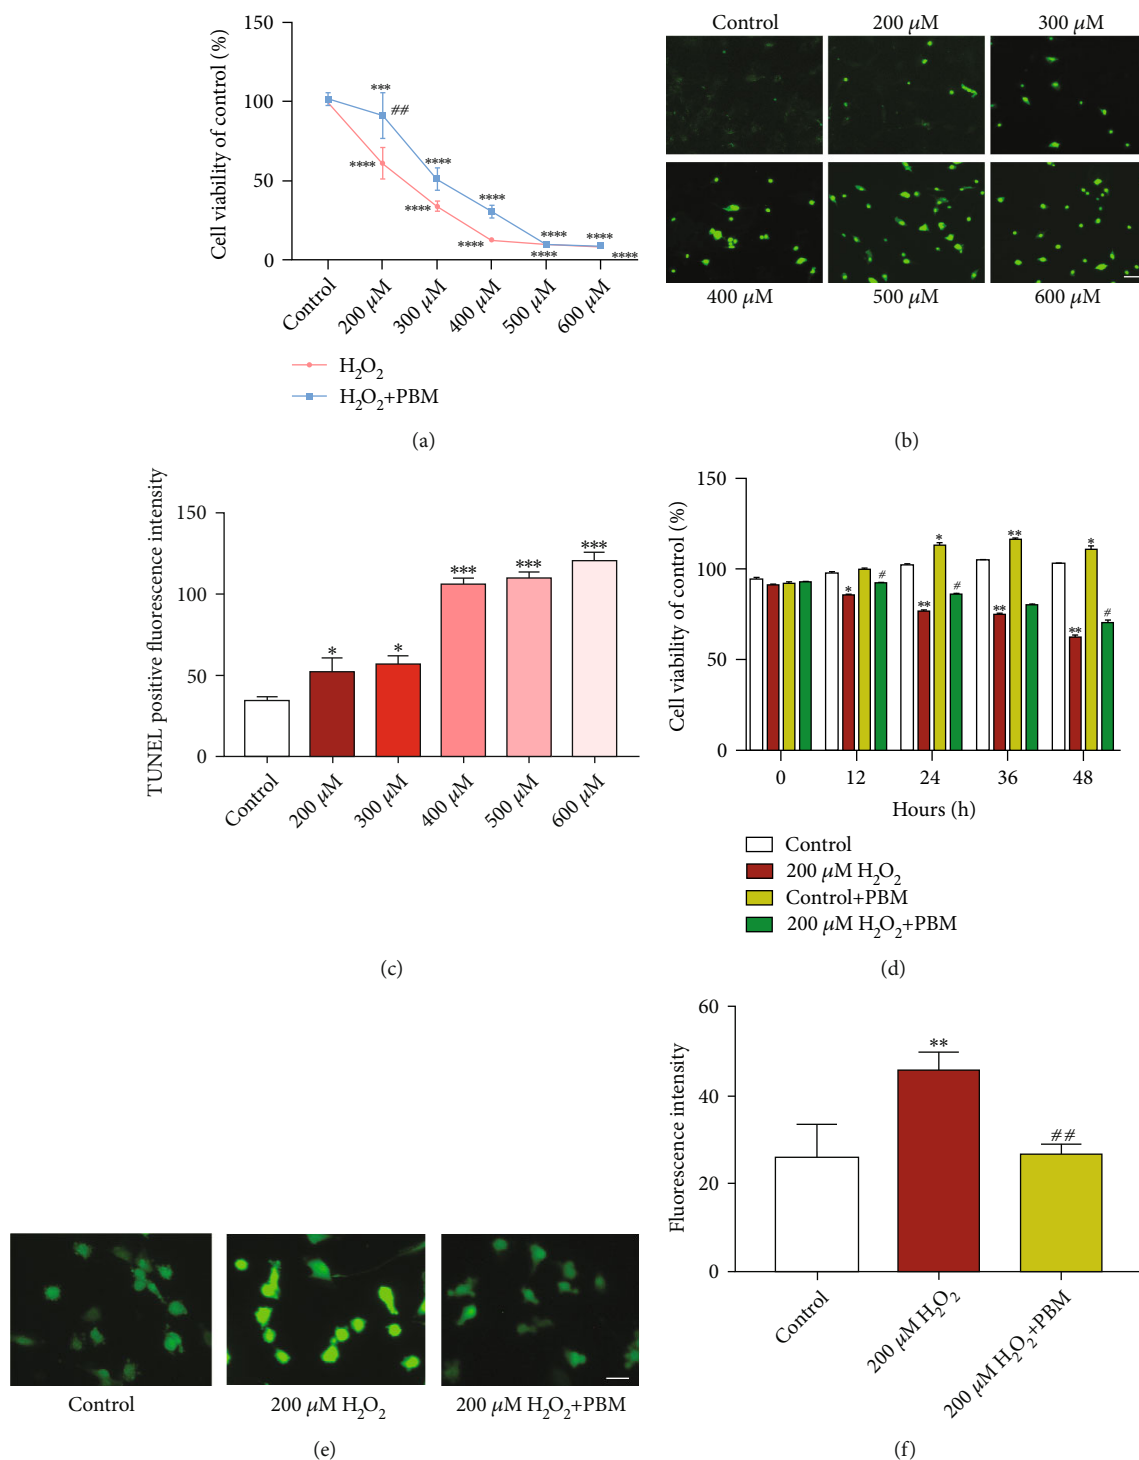 150
100
50
0
Cell viability of control (%)
***
##
****
****
****
****
****
****
****
****
****
Control
200 μM
300 μM
400 μM
500 μM
600 μM
H₂O₂
H₂O₂+PBM
(a)
Control 200 μM 300 μM
400 μM 500 μM 600 μM
(b)
150
100
50
0
TUNEL positive fluorescence intensity
*
*
***
***
***
Control
200 μM
300 μM
400 μM
500 μM
600 μM
(c)
150
100
50
0
Cell viability of control (%)
*
#
**
*
#
**
**
**
*
#
0 12 24 36 48
Hours (h)
Control
200 μM H₂O₂
Control+PBM
200 μM H₂O₂+PBM
(d)
Control 200 μM H₂O₂ 200 μM H₂O₂+PBM
(e)
60
40
20
0
Fluorescence intensity
**
##
Control
200 μM H₂O₂
200 μM H₂O₂+PBM
(f)